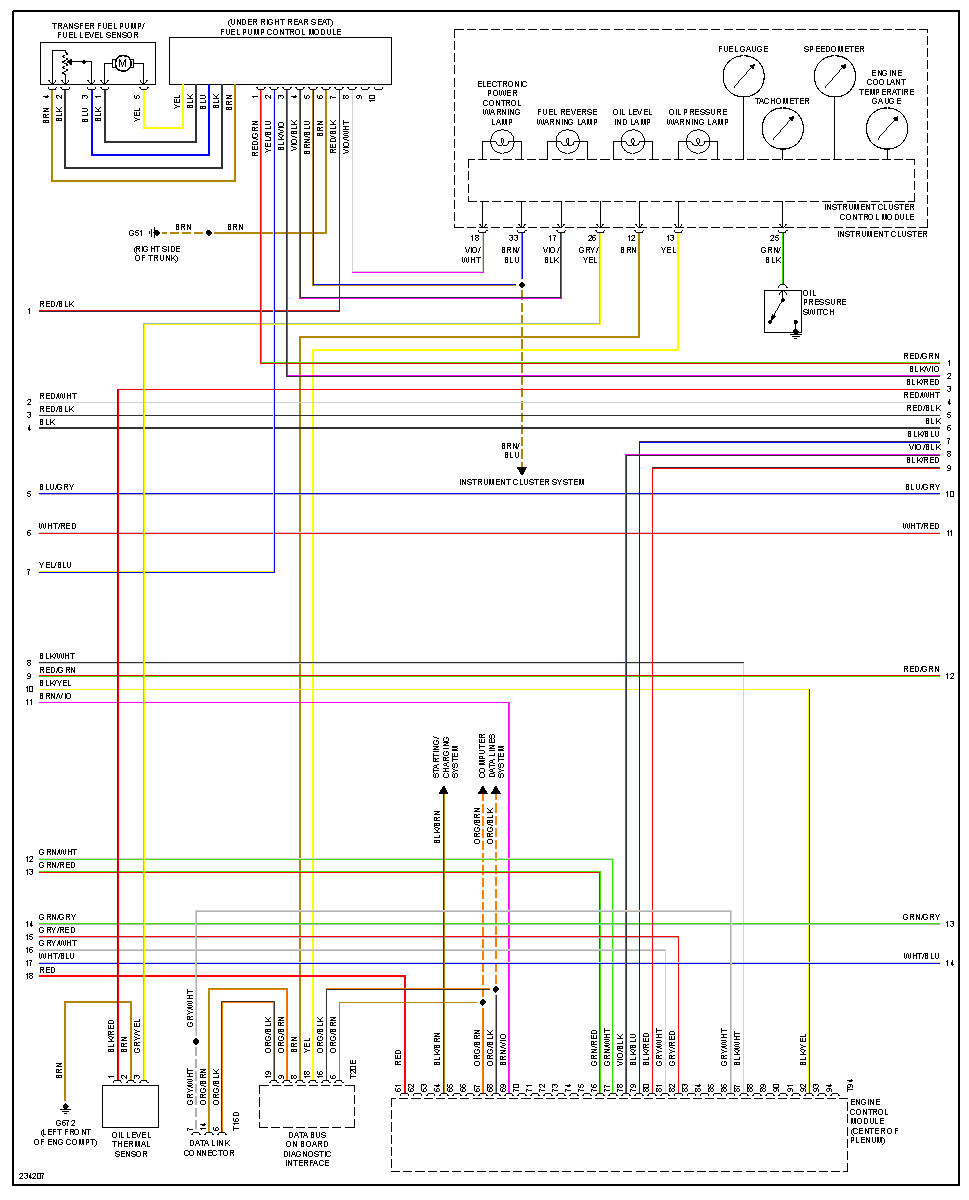 TRANSFER FUEL PUMP/
FUEL LEVEL SENSOR
(UNDER RIGHT REAR SEAT)
FUEL PUMP CONTROL MODULE
M
FUEL GAUGE
SPEEDOMETER
TACHOMETER
ENGINE
COOLANT
TEMPERATIRE
GAUGE
ELECTRONIC
POWER
CONTROL
WARNING
LAMP
FUEL REVERSE
WARNING LAMP
OIL LEVEL
IND LAMP
OIL PRESSURE
WARNING LAMP
4 2 3 1 5
BRN BLK BLU BLK YEL
YEL BLK BLU BLK BRN
1 2 3 4 5 6 7 8 9 10
RED/GRN YEL/BLU BLK/VIO VIO/BLK BRN/BLU BRN RED/BLK VIO/WHT
INSTRUMENT CLUSTER
CONTROL MODULE
INSTRUMENT CLUSTER
18 33 17 26 12 13 25
VIO/
WHT
BRN/
BLU
VIO/
BLK
GRY/
YEL
BRN
YEL
GRN/
BLK
G51
BRN
BRN
(RIGHT SIDE
OF TRUNK)
OIL
PRESSURE
SWITCH
1 RED/BLK
RED/GRN 1
BLK/VIO 2
BLK/RED 3
2 RED/WHT
RED/WHT 4
3 RED/BLK
RED/BLK 5
4 BLK
BLK 6
BLK/BLU 7
VIO/BLK 8
BLK/RED 9
BRN/
BLU
INSTRUMENT CLUSTER SYSTEM
5 BLU/GRY
BLU/GRY 10
6 WHT/RED
WHT/RED 11
7 YEL/BLU
8 BLK/WHT
9 RED/GRN
RED/GRN 12
10 BLK/YEL
11 BRN/VIO
STARTING/
CHARGING
SYSTEM
COMPUTER
DATA LINES
SYSTEM
BLK/BRN
ORG/BRN
ORG/BLK
12 GRN/WHT
13 GRN/RED
14 GRN/GRY
GRN/GRY 13
15 GRY/RED
16 GRY/WHT
17 WHT/BLU
WHT/BLU 14
18 RED
BRN
BLK/RED BRN GRY/YEL
GRY/WHT
GRY/WHT ORG/BRN ORG/BLK
ORG/BLK ORG/BRN BRN YEL ORG/BLK ORG/BRN
RED BLK/BRN ORG/BRN ORG/BLK BRN/VIO
GRN/RED GRN/WHT VIO/BLK BLK/BLU BLK/RED GRY/WHT GRY/RED GRY/WHT BLK/WHT BLK/YEL
1 2 3
19 9 8 18 16 6
T20E
61 62 63 64 65 66 67 68 69 70 71 72 73 74 75 76 77 78 79 80 81 82 83 84 85 86 87 88 89 90 91 92 93 94
T94
7 14 6
T16D
G672
(LEFT FRONT
OF ENG COMPT)
OIL LEVEL
THERMAL
SENSOR
DATA LINK
CONNECTOR
DATA BUS
ON BOARD
DIAGNOSTIC
INTERFACE
ENGINE
CONTROL
MODULE
(CENTER OF
PLENUM)
234207